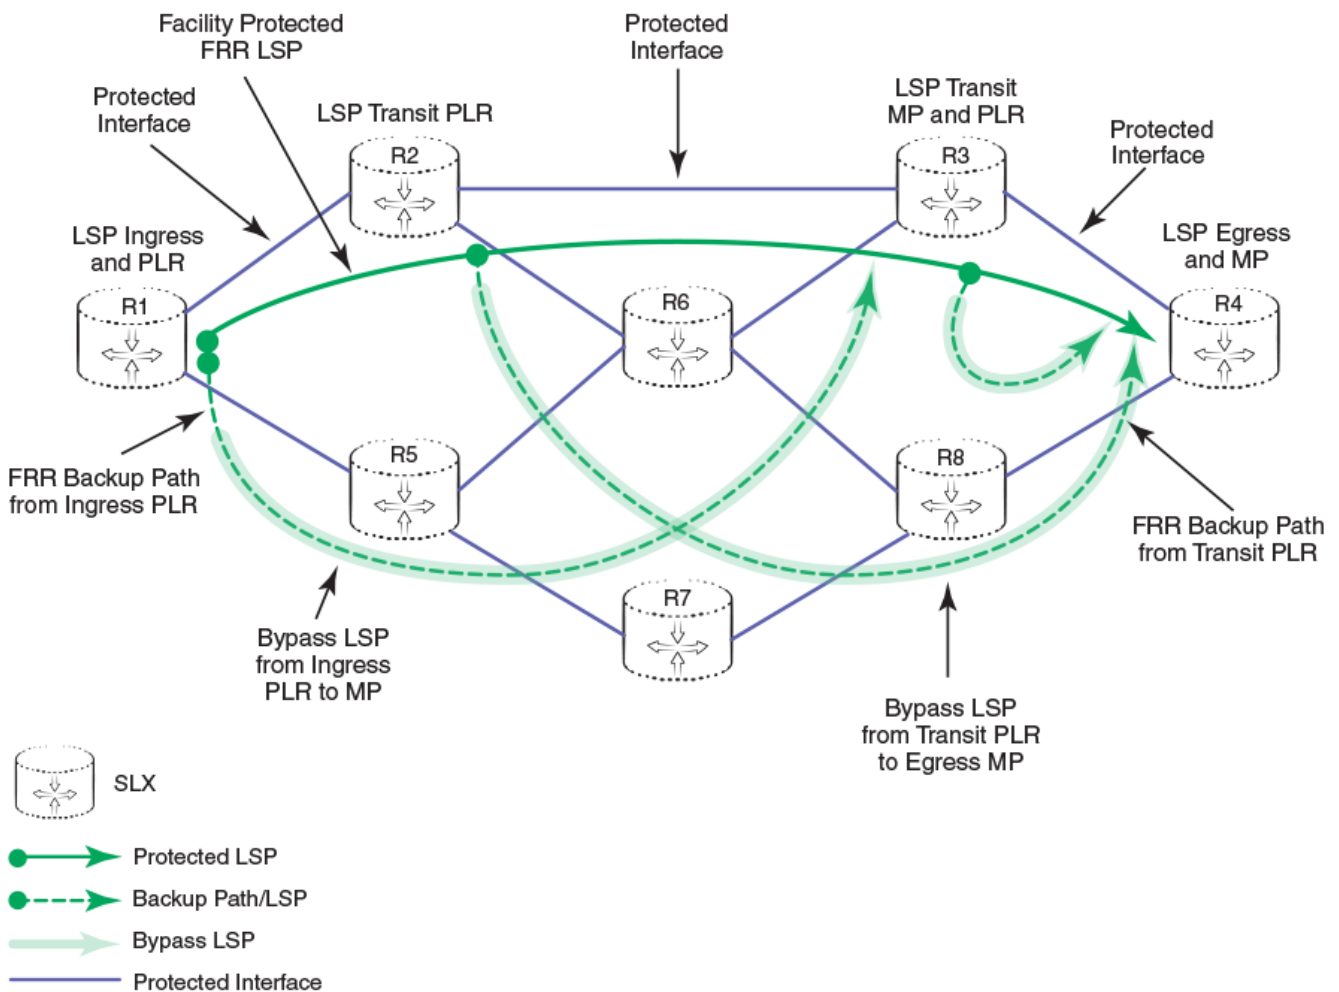 Facility Protected
FRR LSP
Protected
Interface
Protected
Interface
LSP Transit PLR
LSP Transit
MP and PLR
Protected
Interface
R2
R3
LSP Ingress
and PLR
LSP Egress
and MP
R1
R6
R4
R5
R8
FRR Backup Path
from Ingress PLR
FRR Backup Path
from Transit PLR
R7
Bypass LSP
from Ingress
PLR to MP
Bypass LSP
from Transit PLR
to Egress MP
SLX
Protected LSP
Backup Path/LSP
Bypass LSP
Protected Interface